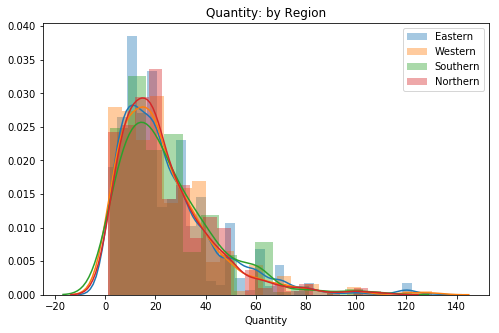 Quantity: by Region
0.040
0.035
0.030
0.025
0.020
0.015
0.010
0.005
0.000
Eastern
Western
Southern
Northern
−20 0 20 40 60 80 100 120 140
Quantity